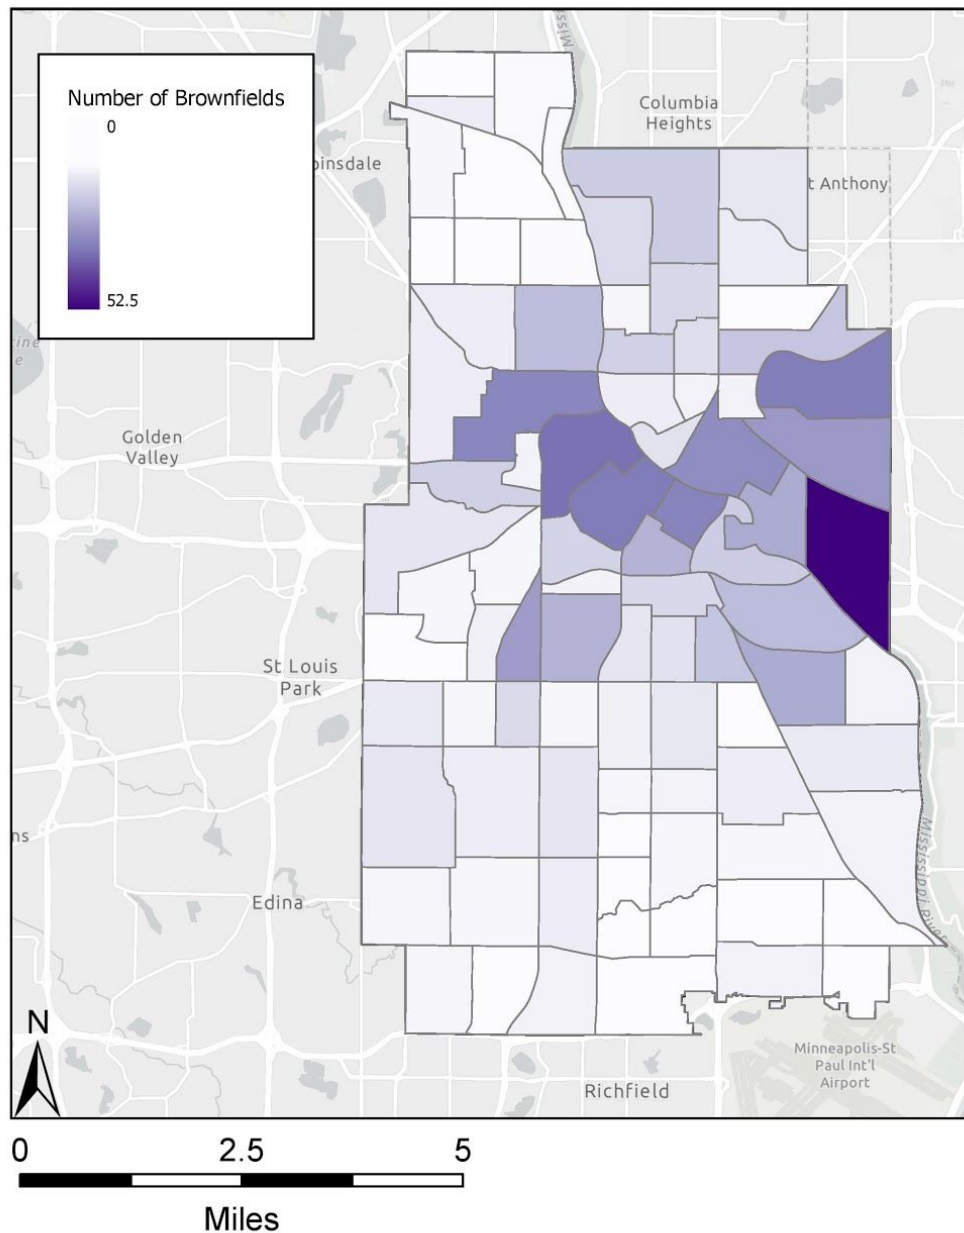 Number of Brownfields
0
52.5
Columbia
Heights
t Anthony
Golden
Valley
St Louis
Park
Edina
Mississippi River
Richfield
Minneapolis-St
Paul Int'l
Airport
N
0 2.5 5
Miles